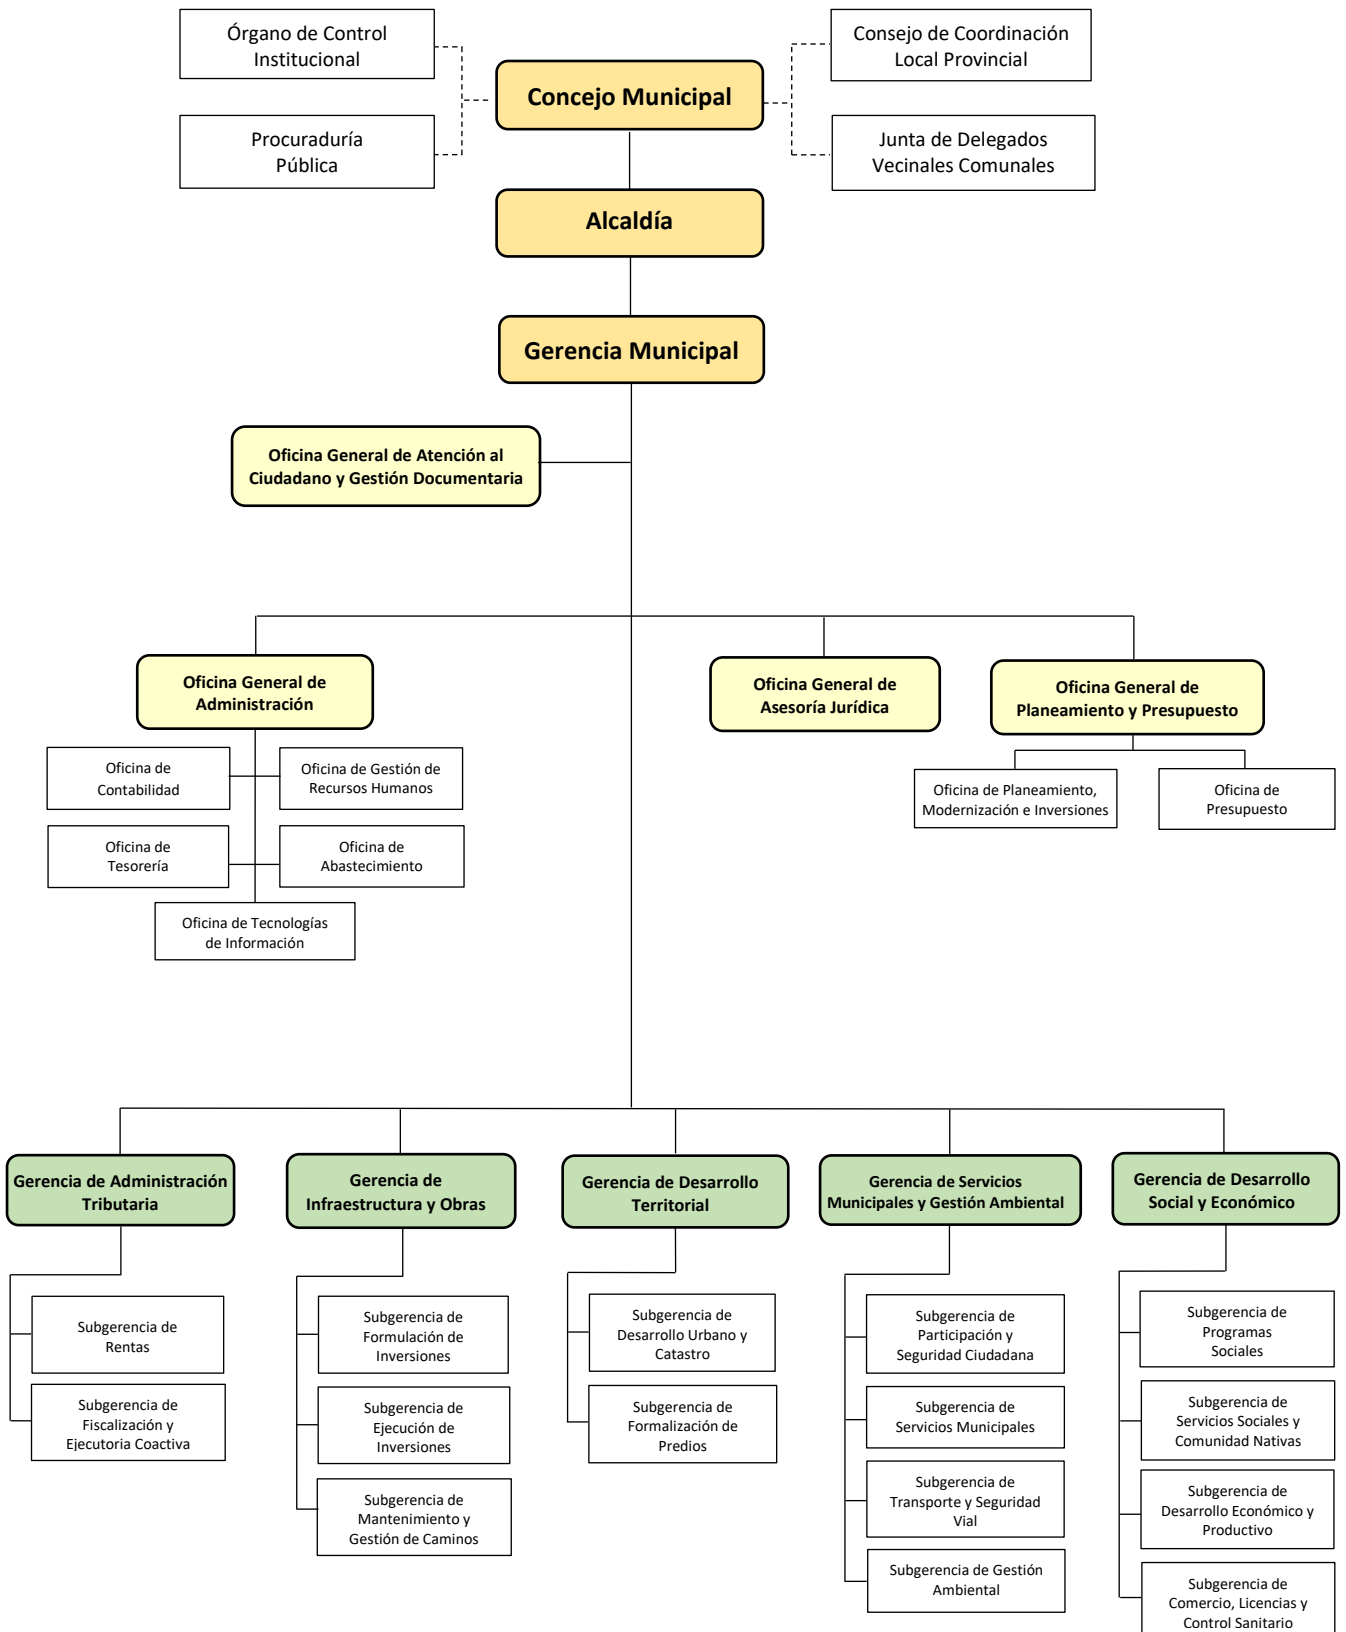 Órgano de Control
Institucional
Consejo de Coordinación
Local Provincial
Concejo Municipal
Procuraduría
Pública
Junta de Delegados
Vecinales Comunales
Alcaldía
Gerencia Municipal
Oficina General de Atención al
Ciudadano y Gestión Documentaria
Oficina General de
Administración
Oficina General de
Asesoría Jurídica
Oficina General de
Planeamiento y Presupuesto
Oficina de
Contabilidad
Oficina de Gestión de
Recursos Humanos
Oficina de Planeamiento,
Modernización e Inversiones
Oficina de
Presupuesto
Oficina de
Tesorería
Oficina de
Abastecimiento
Oficina de Tecnologías
de Información
Gerencia de Administración
Tributaria
Gerencia de
Infraestructura y Obras
Gerencia de Desarrollo
Territorial
Gerencia de Servicios
Municipales y Gestión Ambiental
Gerencia de Desarrollo
Social y Económico
Subgerencia de
Rentas
Subgerencia de
Fiscalización y
Ejecutoria Coactiva
Subgerencia de
Formulación de
Inversiones
Subgerencia de
Ejecución de
Inversiones
Subgerencia de
Mantenimiento y
Gestión de Caminos
Subgerencia de
Desarrollo Urbano y
Catastro
Subgerencia de
Formalización de
Predios
Subgerencia de
Participación y
Seguridad Ciudadana
Subgerencia de
Servicios Municipales
Subgerencia de
Transporte y Seguridad
Vial
Subgerencia de Gestión
Ambiental
Subgerencia de
Programas
Sociales
Subgerencia de
Servicios Sociales y
Comunidad Nativas
Subgerencia de
Desarrollo Económico y
Productivo
Subgerencia de
Comercio, Licencias y
Control Sanitario